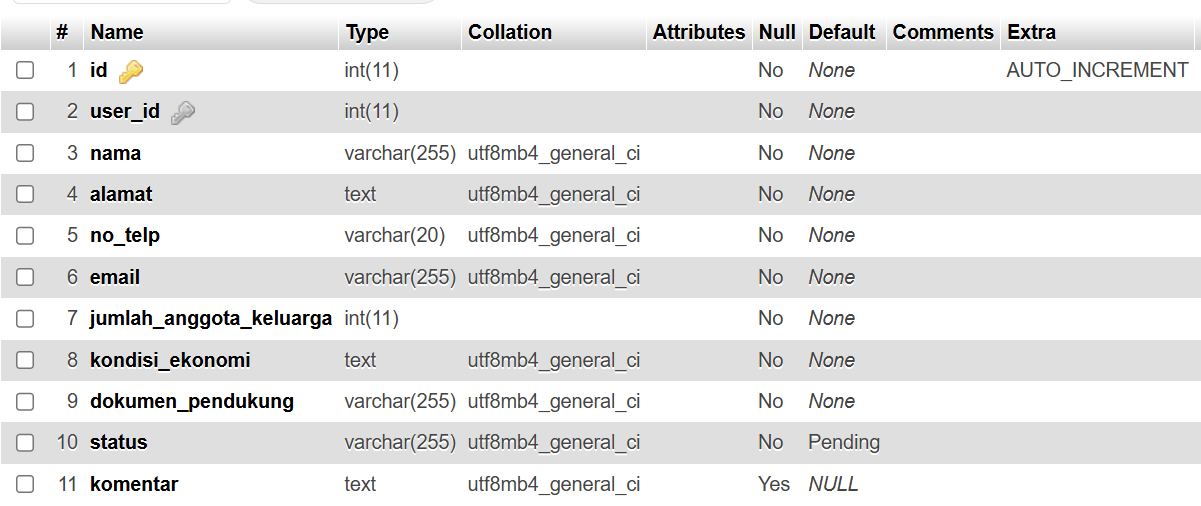 # Name Type Collation Attributes Null Default Comments Extra
1 id int(11) No None AUTO_INCREMENT
2 user_id int(11) No None
3 nama varchar(255) utf8mb4_general_ci No None
4 alamat text utf8mb4_general_ci No None
5 no_telp varchar(20) utf8mb4_general_ci No None
6 email varchar(255) utf8mb4_general_ci No None
7 jumlah_anggota_keluarga int(11) No None
8 kondisi_ekonomi text utf8mb4_general_ci No None
9 dokumen_pendukung varchar(255) utf8mb4_general_ci No None
10 status varchar(255) utf8mb4_general_ci No Pending
11 komentar text utf8mb4_general_ci Yes NULL